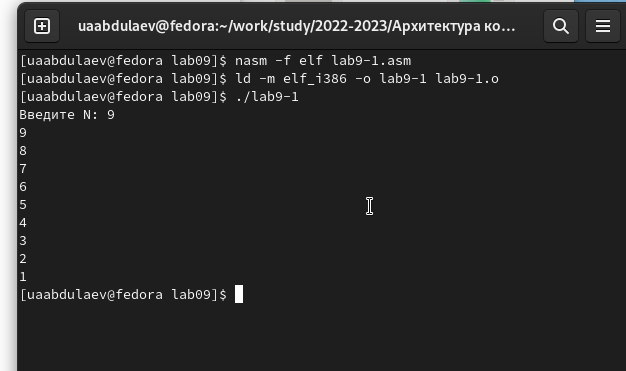 uaabdulaev@fedora:~/work/study/2022-2023/Архитектура ко...
[uaabdulaev@fedora lab09]$ nasm -f elf lab9-1.asm
[uaabdulaev@fedora lab09]$ ld -m elf_i386 -o lab9-1 lab9-1.o
[uaabdulaev@fedora lab09]$ ./lab9-1
Введите N: 9
9
8
7
6
5
4
3
2
1
[uaabdulaev@fedora lab09]$